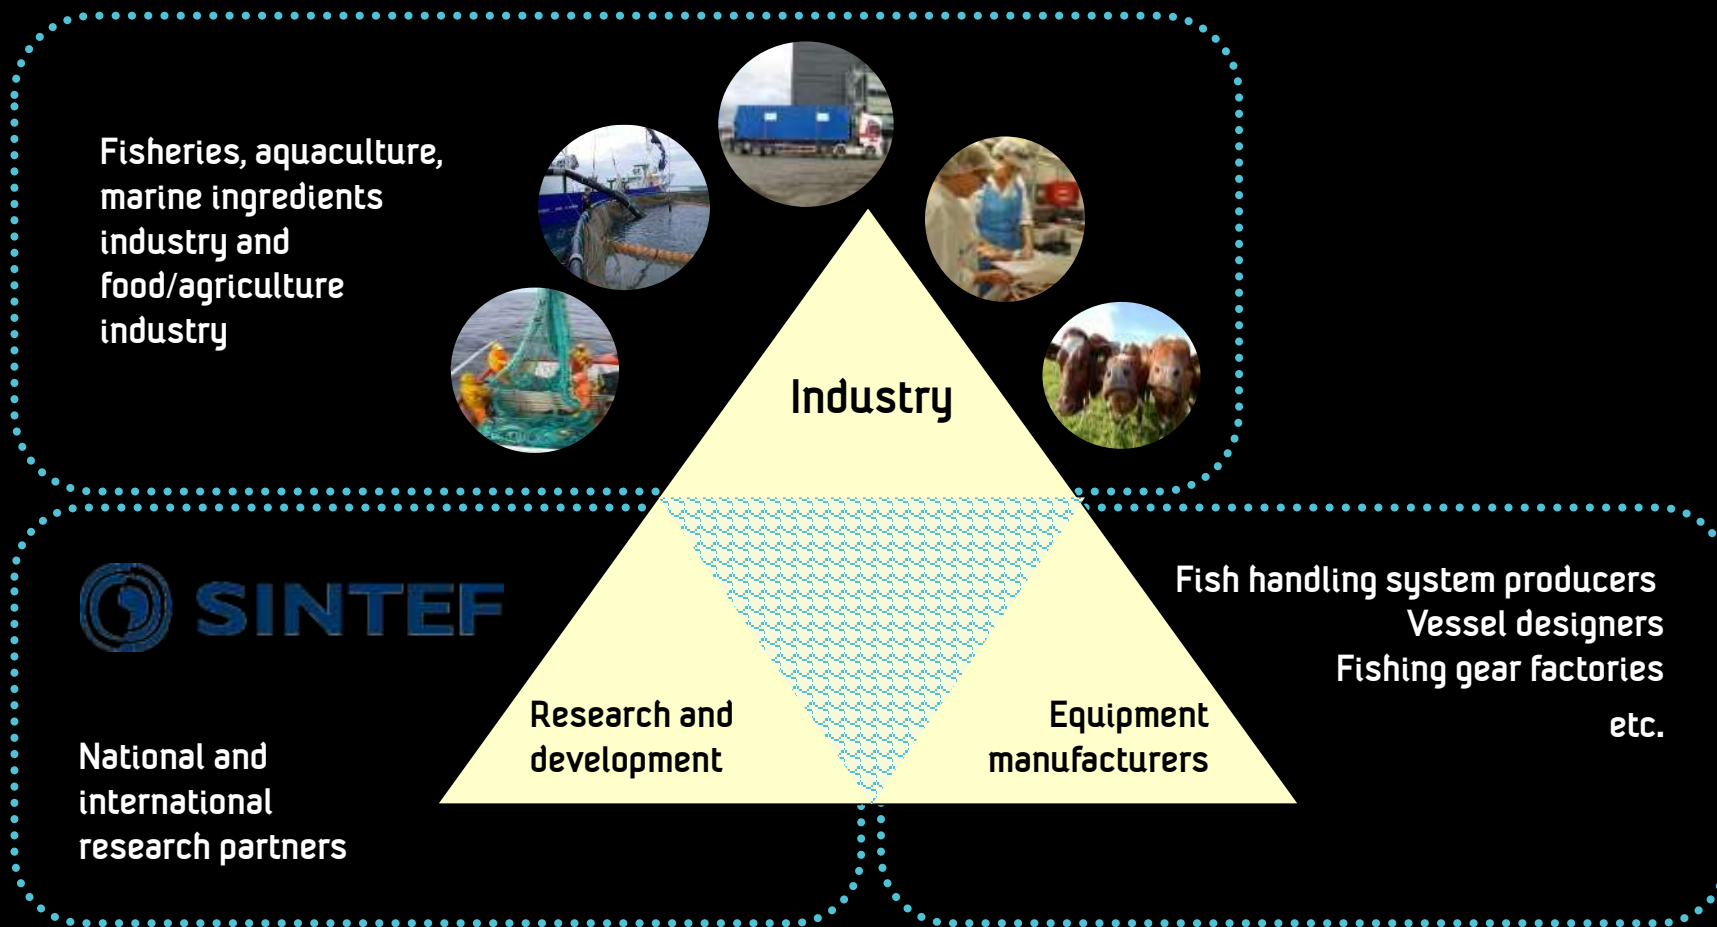 Fisheries, aquaculture,
marine ingredients
industry and
food/agriculture
industry
Industry
SINTEF
Research and
development
National and
international
research partners
Equipment
manufacturers
Fish handling system producers
Vessel designers
Fishing gear factories
etc.